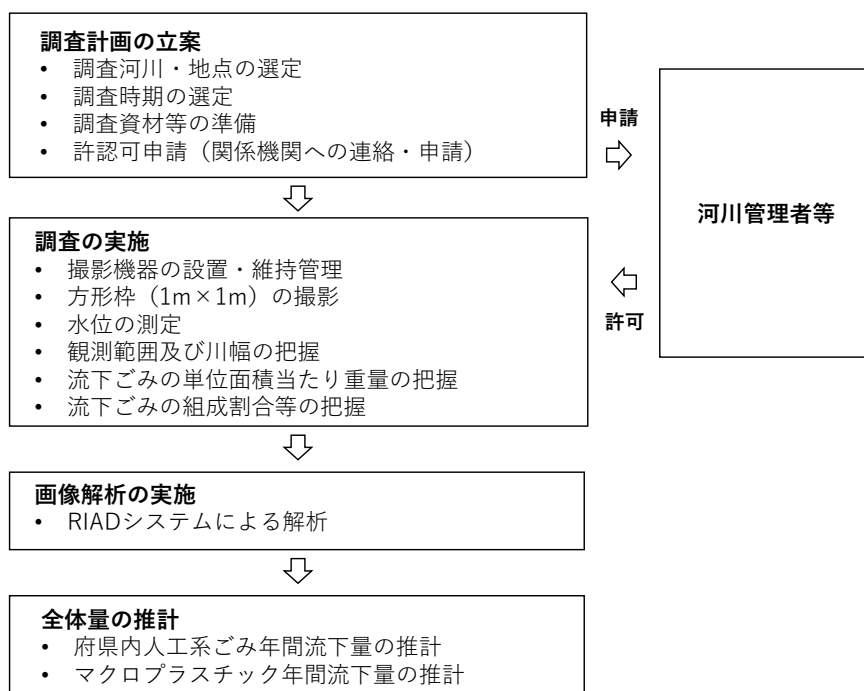 調査計画の立案
• 調査河川・地点の選定
• 調査時期の選定
• 調査資材等の準備
• 許認可申請（関係機関への連絡・申請）
申請
河川管理者等
許可
調査の実施
• 撮影機器の設置・維持管理
• 方形枠（1m×1m）の撮影
• 水位の測定
• 観測範囲及び川幅の把握
• 流下ごみの単位面積当たり重量の把握
• 流下ごみの組成割合等の把握
画像解析の実施
• RIADシステムによる解析
全体量の推計
• 府県内人工系ごみ年間流下量の推計
• マクロプラスチック年間流下量の推計